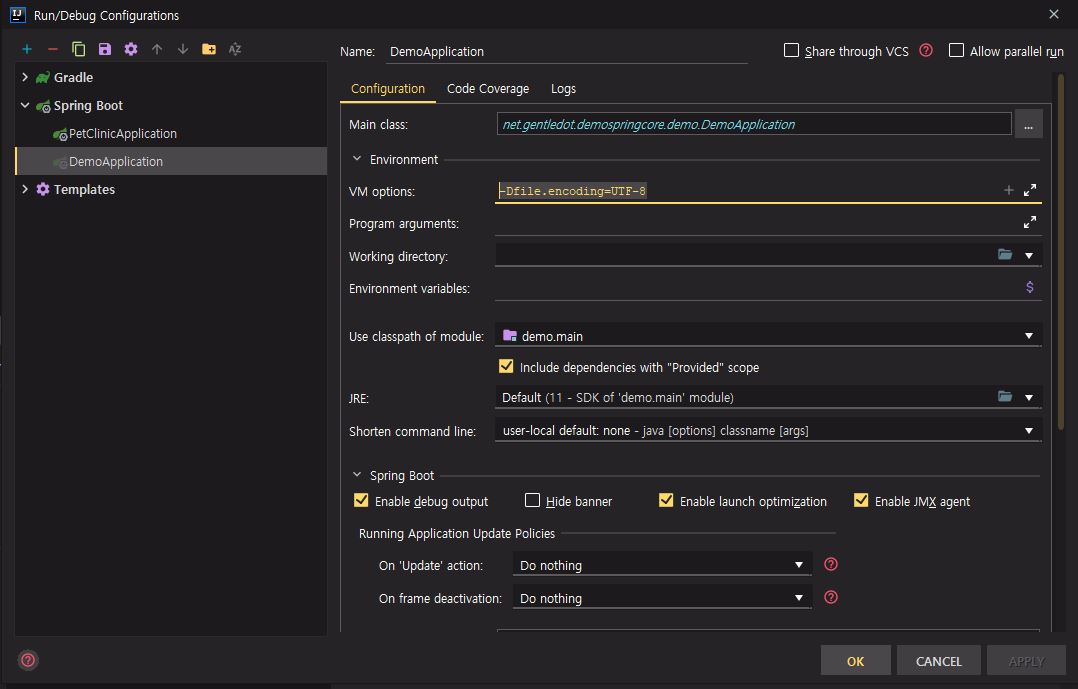 IJ Run/Debug Configurations
Name: DemoApplication
Share through VCS
Allow parallel run
Gradle
Spring Boot
PetClinicApplication
DemoApplication
Templates
Configuration Code Coverage Logs
Main class: net.gentledot.demospringcore.demo.DemoApplication ...
Environment
VM options: -Dfile.encoding=UTF-8
Program arguments:
Working directory:
Environment variables:
Use classpath of module: demo.main
Include dependencies with "Provided" scope
JRE: Default (11 - SDK of 'demo.main' module)
Shorten command line: user-local default: none - java [options] classname [args]
Spring Boot
Enable debug output Hide banner Enable launch optimization Enable JMX agent
Running Application Update Policies
On 'Update' action: Do nothing
On frame deactivation: Do nothing
OK CANCEL APPLY